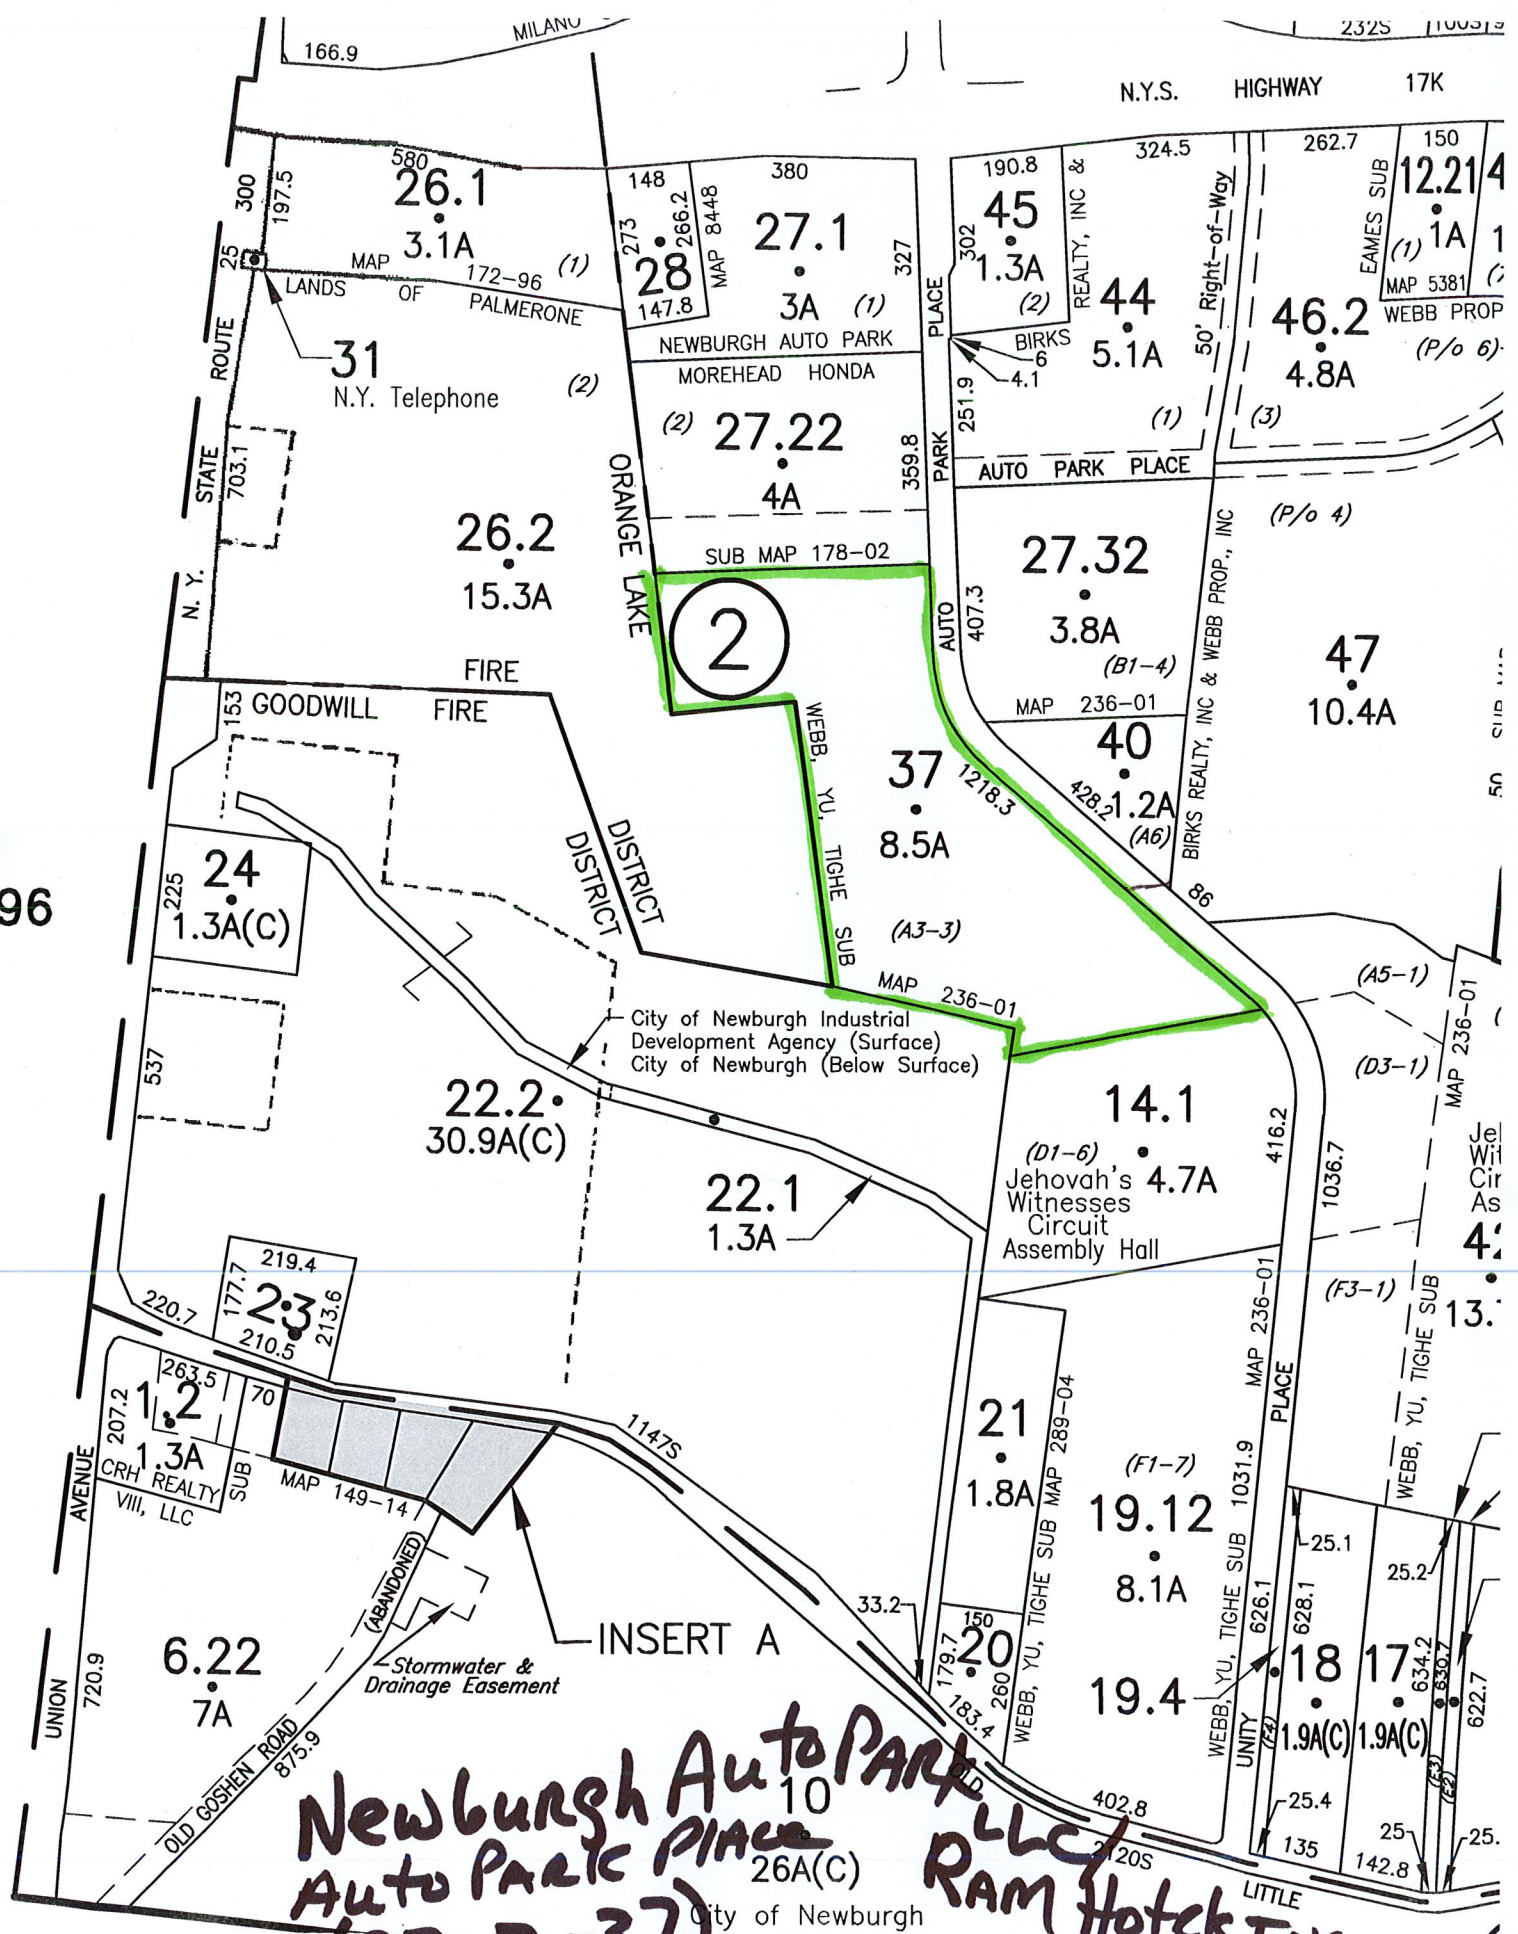 MILANO
166.9
232S
N.Y.S. HIGHWAY 17K
580
26.1
3.1A
300
197.5
25
MAP 172-96 (1)
LANDS OF PALMERONE
31
N.Y. Telephone
(2)
148
273
266.2
28
147.8
MAP 8448
380
27.1
3A (1)
327
NEWBURGH AUTO PARK
MOREHEAD HONDA
(2) 27.22
4A
359.8
SUB MAP 178-02
190.8
45
1.3A
(2)
302
REALTY, INC &
BIRKS
6
4.1
251.9
324.5
44
5.1A
(1)
50' Right-of-Way
262.7
46.2
4.8A
(3)
150
12.21
1A
(1)
EAMES SUB
MAP 5381
WEBB PROP
(P/o 6)
AUTO PARK PLACE
AUTO PARK PLACE
N. Y. STATE ROUTE
703.1
26.2
15.3A
ORANGE LAKE
2
407.3
27.32
3.8A
(B1-4)
MAP 236-01
(P/o 4)
47
10.4A
BIRKS REALTY, INC & WEBB PROP., INC
40
1.2A
(A6)
428.2
86
FIRE
GOODWILL FIRE
DISTRICT
DISTRICT
153
WEBB, YU, TIGHE SUB
37
8.5A
1218.3
(A3-3)
MAP 236-01
96
24
1.3A(C)
225
537
City of Newburgh Industrial
Development Agency (Surface)
City of Newburgh (Below Surface)
22.2
30.9A(C)
22.1
1.3A
(A5-1)
(D3-1)
MAP 236-01
14.1
4.7A
(D1-6)
Jehovah's
Witnesses
Circuit
Assembly Hall
416.2
1036.7
(F3-1)
13.
219.4
177.7
23
213.6
210.5
220.7
263.5
70
207.2
1.2
1.3A
CRH REALTY
VIII, LLC
SUB MAP 149-14
1147S
INSERT A
(ABANDONED)
Stormwater &
Drainage Easement
UNION AVENUE
720.9
6.22
7A
OLD GOSHEN ROAD
875.9
21
1.8A
WEBB, YU, TIGHE SUB MAP 289-04
(F1-7)
19.12
8.1A
WEBB, YU, TIGHE SUB 1031.9 MAP 236-01
UNITY PLACE
WEBB, YU, TIGHE SUB
33.2
150
20
179.7
260
183.4
19.4
626.1
628.1
25.1
(F4)
18
1.9A(C)
25.4
135
17
1.9A(C)
142.8
25.2
634.2
630.7
622.7
(E3)
(E2)
25
25.
402.8
2120S
OLD
LITTLE
10
26A(C)
City of Newburgh
Newburgh Auto Park LLC/
Auto Park Place RAM Hotels